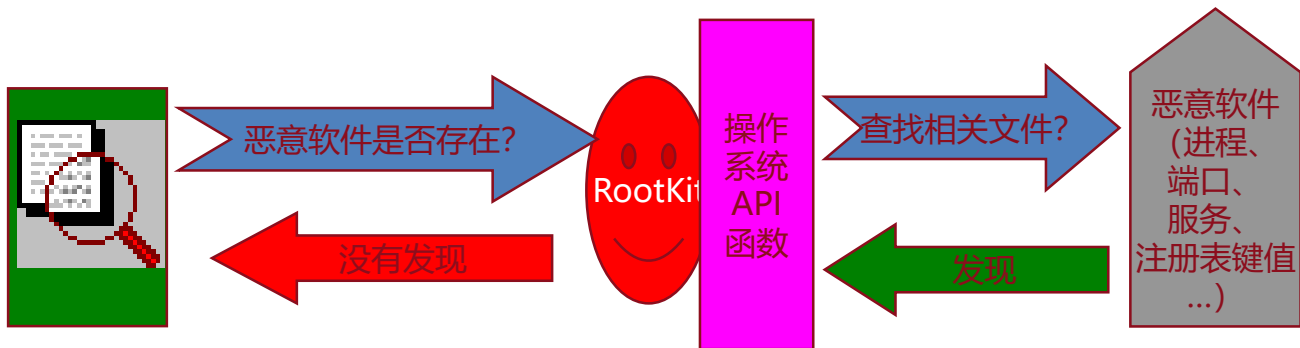 恶意软件是否存在?
没有发现
RootKit
操作
系统
API
函数
查找相关文件?
发现
恶意软件
（进程、
端口、
服务、
注册表键值
…）